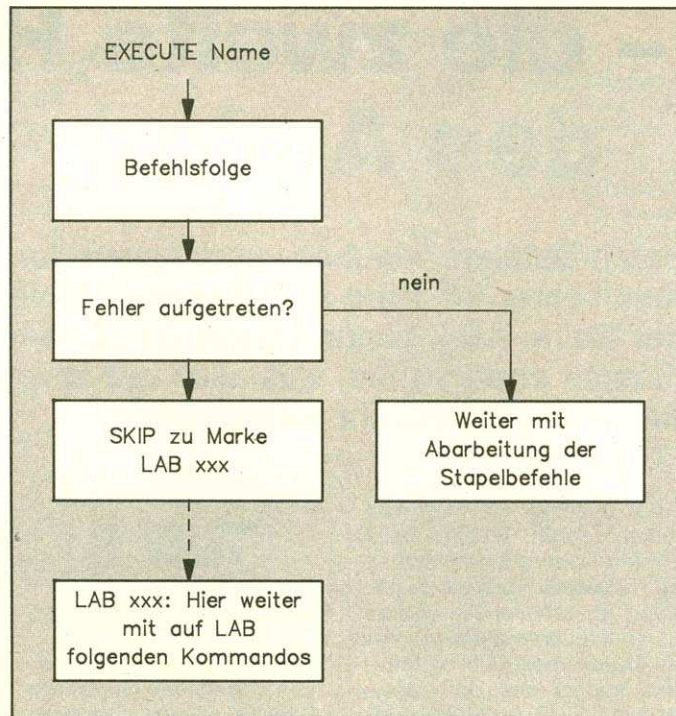 EXECUTE Name
Befehlsfolge
Fehler aufgetreten?
nein
SKIP zu Marke
LAB xxx
Weiter mit
Abarbeitung der
Stapelbefehle
LAB xxx: Hier weiter
mit auf LAB
folgenden Kommandos